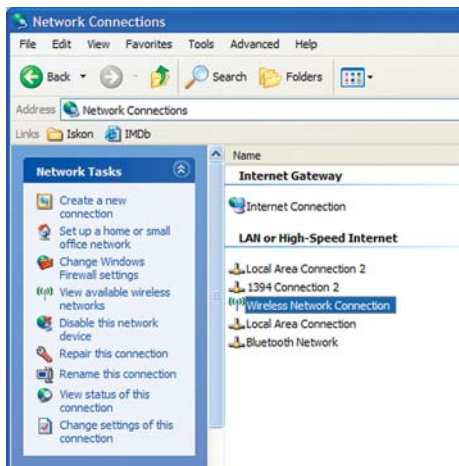 Network Connections
File Edit View Favorites Tools Advanced Help
Back Search Folders
Address Network Connections
Links Iskon IMDb
Network Tasks
Create a new
connection
Set up a home or small
office network
Change Windows
Firewall settings
View available wireless
networks
Disable this network
device
Repair this connection
Rename this connection
View status of this
connection
Change settings of this
connection
Name
Internet Gateway
Internet Connection
LAN or High-Speed Internet
Local Area Connection 2
1394 Connection 2
Wireless Network Connection
Local Area Connection
Bluetooth Network